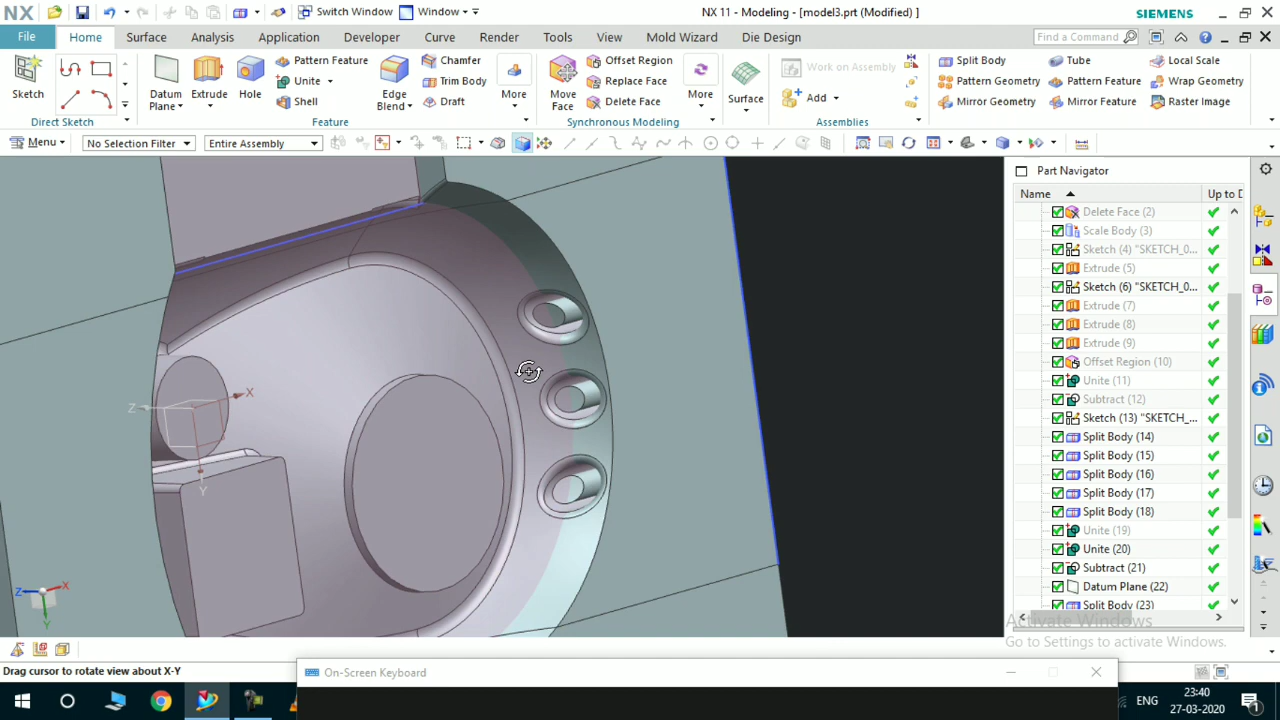 NX
Switch Window
Window
NX 11 - Modeling - [model3.prt (Modified) ]
SIEMENS
File
Home
Surface
Analysis
Application
Developer
Curve
Render
Assemblies
Tools
View
Mold Wizard
Die Design
Find a Command
Sketch
Direct Sketch
Datum Plane
Extrude
Hole
Pattern Feature
Unite
Shell
Edge Blend
Chamfer
Trim Body
Draft
More
Feature
Move Face
Offset Region
Replace Face
Delete Face
More
Synchronous Modeling
Surface
Work on Assembly
Add
Assemblies
Split Body
Pattern Geometry
Mirror Geometry
Tube
Pattern Feature
Mirror Feature
Local Scale
Wrap Geometry
Raster Image
Menu
No Selection Filter
Entire Assembly
Part Navigator
Name
Up to D
Delete Face (2)
Scale Body (3)
Sketch (4) "SKETCH_0...
Extrude (5)
Sketch (6) "SKETCH_0...
Extrude (7)
Extrude (8)
Extrude (9)
Offset Region (10)
Unite (11)
Subtract (12)
Sketch (13) "SKETCH_...
Split Body (14)
Split Body (15)
Split Body (16)
Split Body (17)
Split Body (18)
Unite (19)
Unite (20)
Subtract (21)
Datum Plane (22)
Split Body (23)
Z
X
Y
Z
X
Y
Activate Windows
Go to Settings to activate Windows.
Drag cursor to rotate view about X-Y
On-Screen Keyboard
ENG
23:40
27-03-2020
1